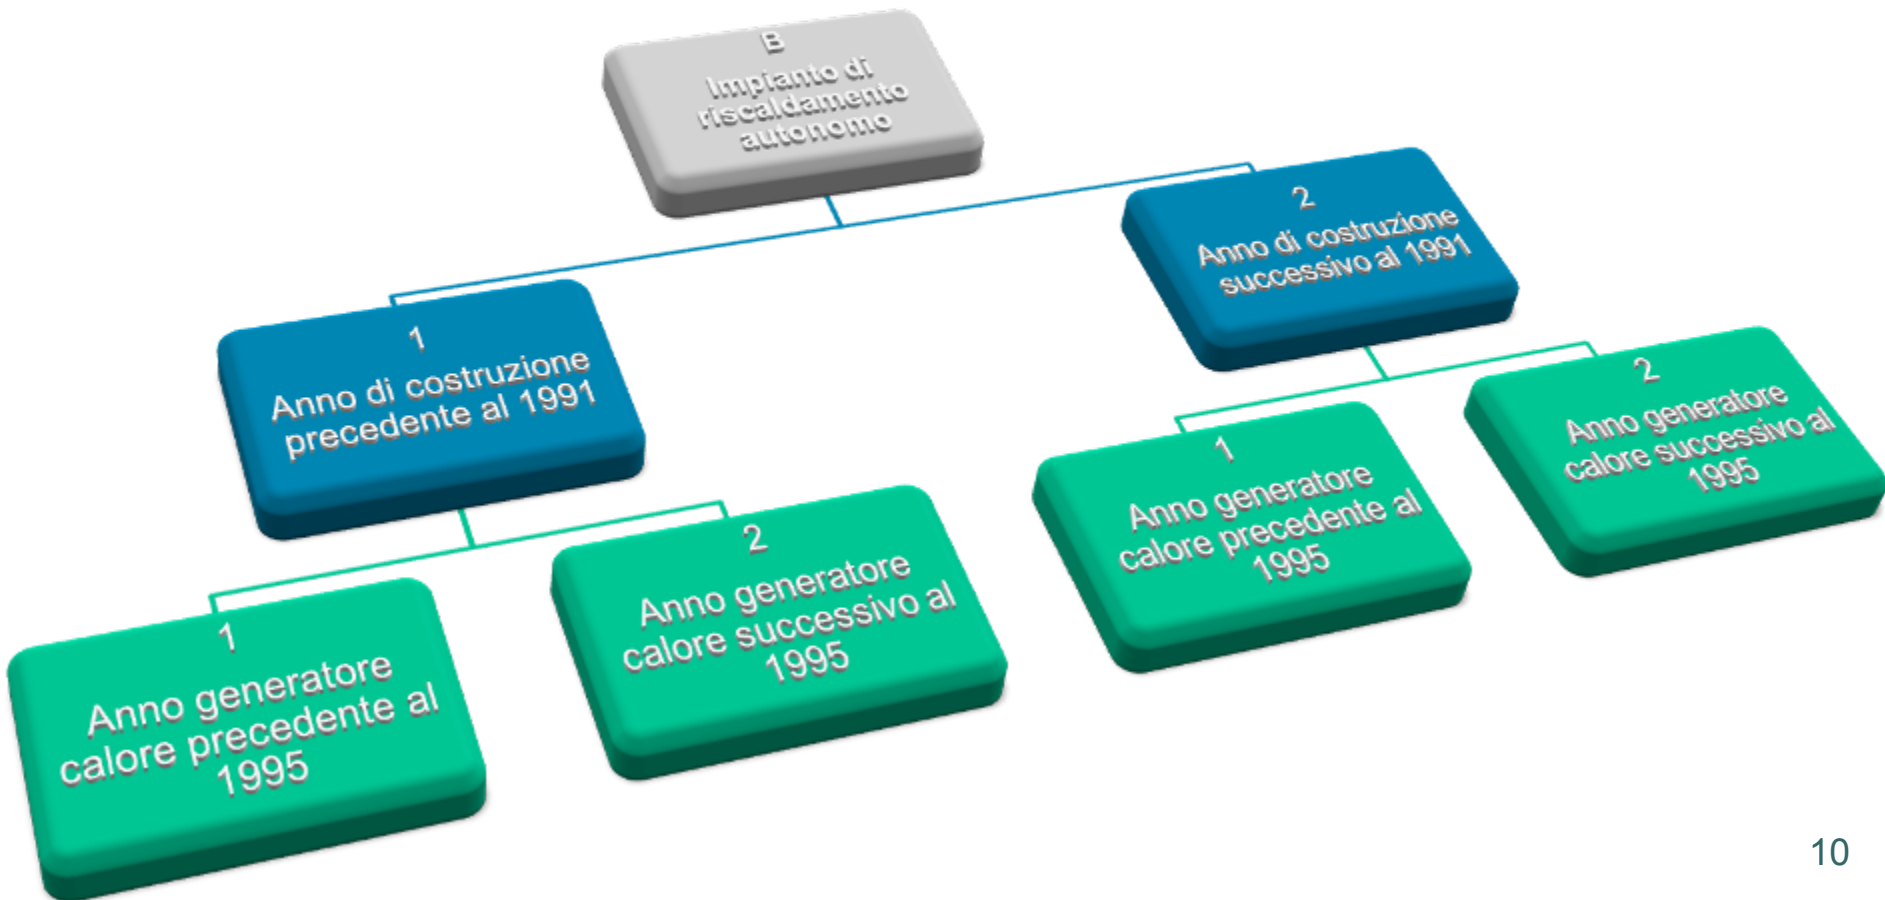 B
Impianto di
riscaldamento
autonomo
2
Anno di costruzione
successivo al 1991
1
Anno di costruzione
precedente al 1991
2
Anno generatore
calore successivo al
1995
1
Anno generatore
calore precedente al
1995
2
Anno generatore
calore successivo al
1995
1
Anno generatore
calore precedente al
1995
10